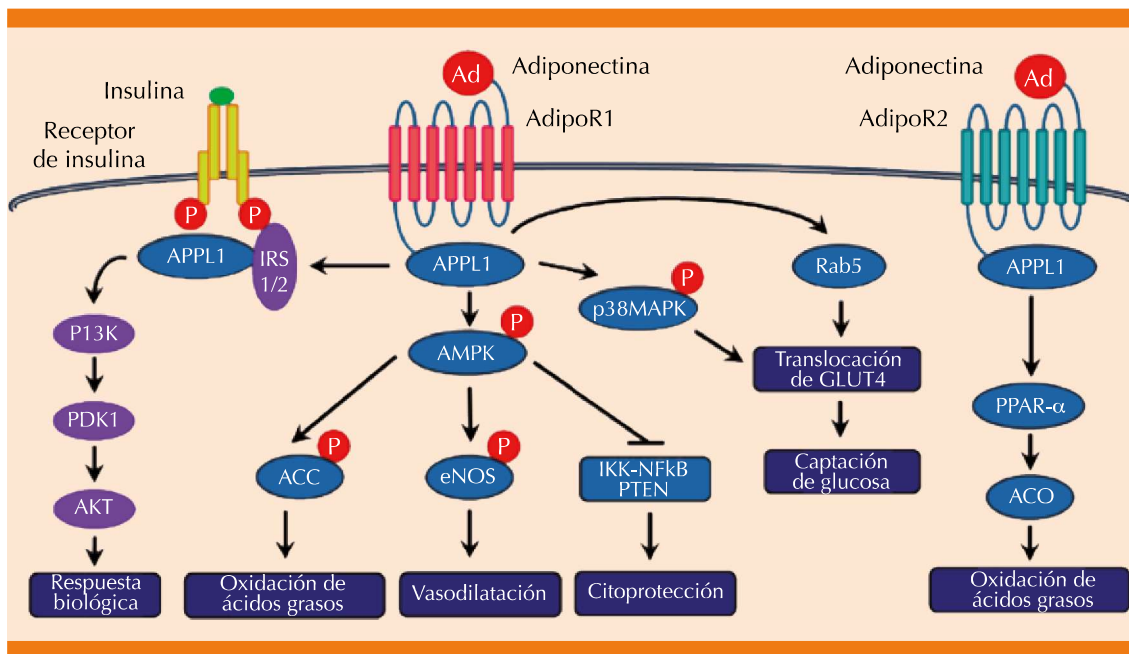 Insulina
Receptor
de insulina
P
P
APPL1
IRS
1/2
P13K
PDK1
AKT
Respuesta
biológica
Ad
Adiponectina
AdipoR1
APPL1
P
AMPK
P
ACC
Oxidación de
ácidos grasos
P
eNOS
Vasodilatación
IKK-NFkB
PTEN
Citoprotección
P
p38MAPK
Rab5
Translocación
de GLUT4
Captación
de glucosa
Adiponectina
Ad
AdipoR2
APPL1
PPAR-α
ACO
Oxidación de
ácidos grasos